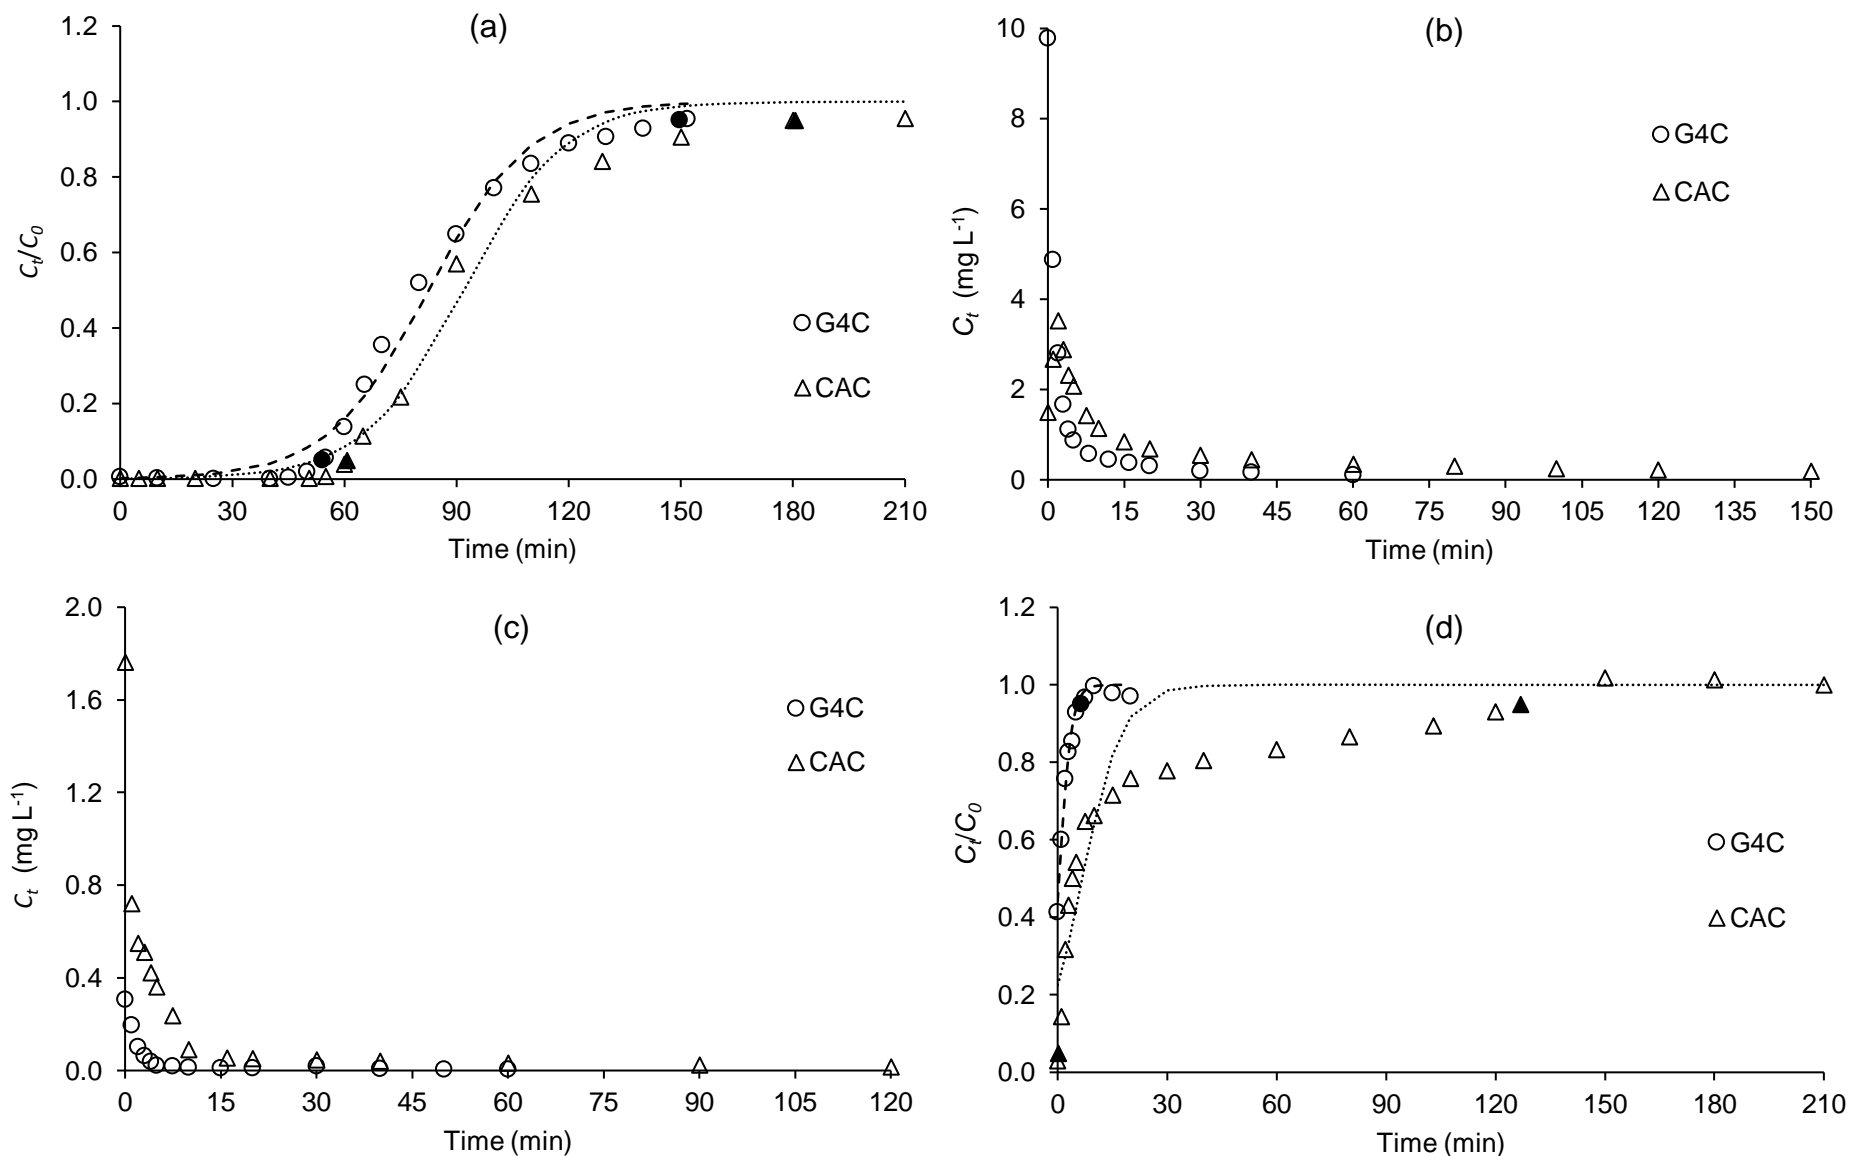 (a)
1.2
1.0
0.8
0.6
0.4
0.2
0.0
Ct/C0
0 30 60 90 120 150 180 210
Time (min)
G4C
CAC
(b)
10
8
6
4
2
0
Ct (mg L-1)
0 15 30 45 60 75 90 105 120 135 150
Time (min)
G4C
CAC
(c)
2.0
1.6
1.2
0.8
0.4
0.0
Ct (mg L-1)
0 15 30 45 60 75 90 105 120
Time (min)
G4C
CAC
(d)
1.2
1.0
0.8
0.6
0.4
0.2
0.0
Ct/C0
0 30 60 90 120 150 180 210
Time (min)
G4C
CAC